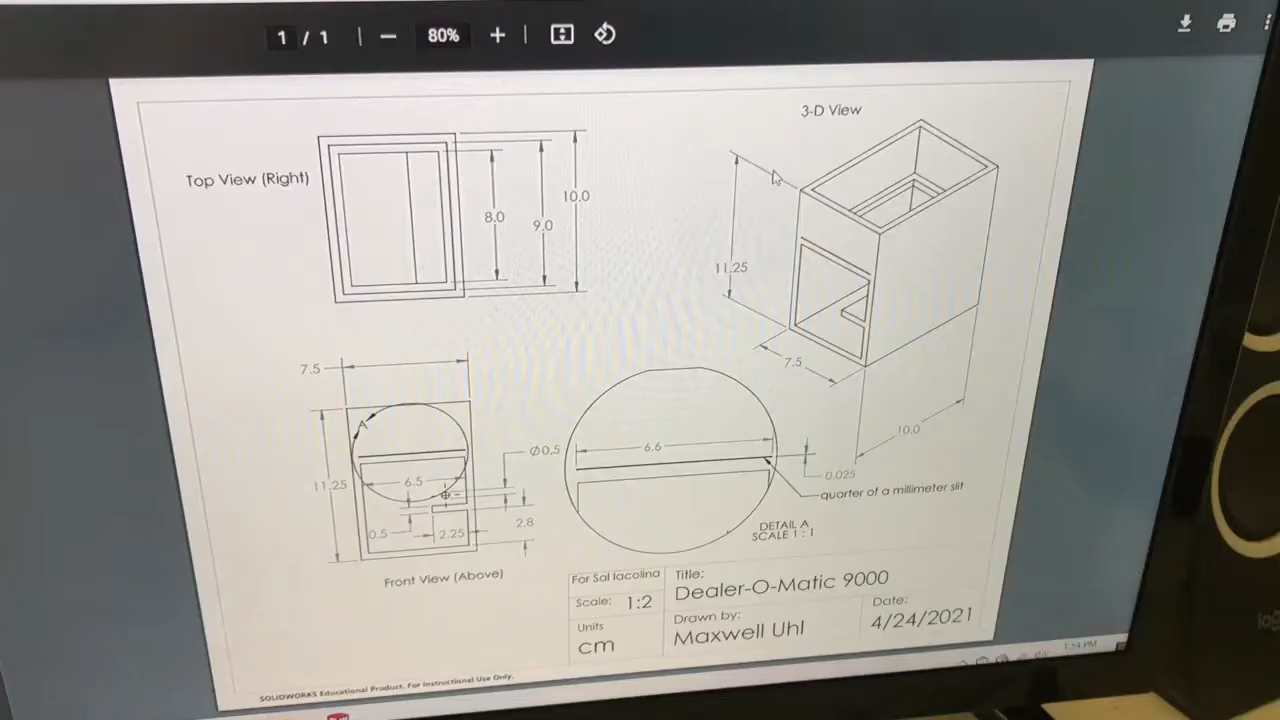 1 / 1
80%
3-D View
Top View (Right)
10.0
8.0
9.0
11.25
7.5
7.5
10.0
A
Ø0.5
6.6
11.25
6.5
0.025
quarter of a millimeter slit
0.5
2.25
2.8
DETAIL A
SCALE 1 : 1
Front View (Above)
For Sal Iacolina
Title:
Dealer-O-Matic 9000
Scale: 1:2
Drawn by:
Maxwell Uhl
Date:
4/24/2021
Units
cm
SOLIDWORKS Educational Product. For Instructional Use Only.
1:54 PM
log